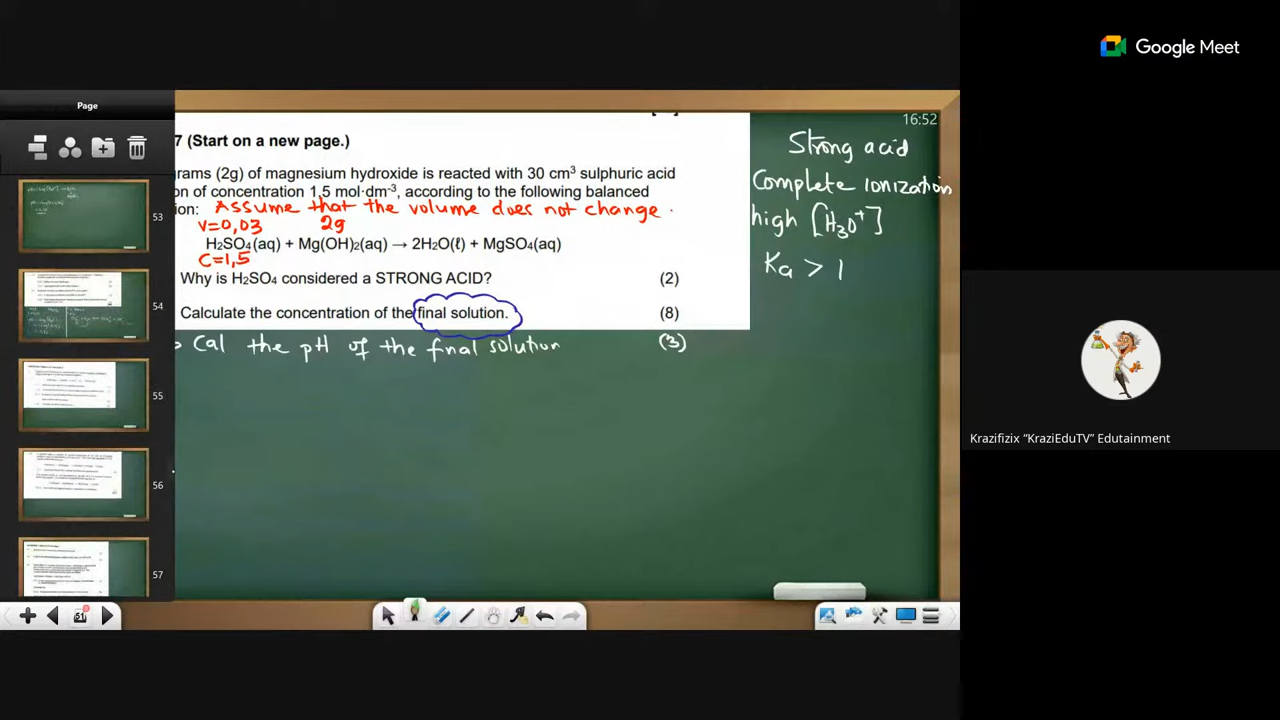 Google Meet
Page
16:52
7 (Start on a new page.)
rams (2g) of magnesium hydroxide is reacted with 30 cm³ sulphuric acid
on of concentration 1,5 mol·dm⁻³, according to the following balanced
ion: Assume that the volume does not change.
V=0,03 2g
H₂SO₄(aq) + Mg(OH)₂(aq) → 2H₂O(ℓ) + MgSO₄(aq)
C=1,5
Why is H₂SO₄ considered a STRONG ACID? (2)
Calculate the concentration of the final solution. (8)
Cal the pH of the final solution (3)
Strong acid
Complete ionization
high [H₃O⁺]
Ka > 1
53
54
55
56
57
51
Krazifizix “KraziEduTV” Edutainment